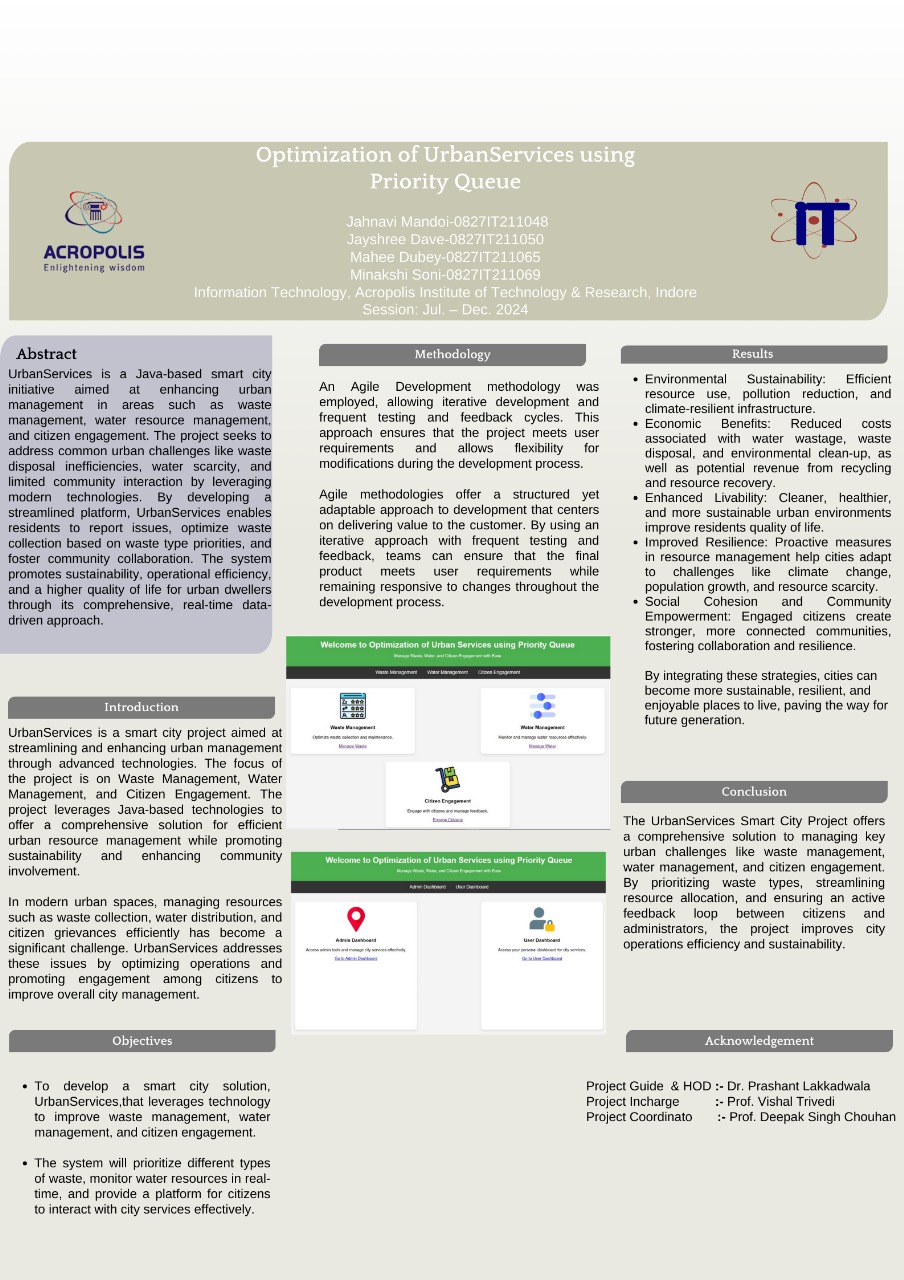 Optimization of UrbanServices using
Priority Queue
Jahnavi Mandoi-0827IT211048
Jayshree Dave-0827IT211050
Mahee Dubey-0827IT211065
Minakshi Soni-0827IT211069
Information Technology, Acropolis Institute of Technology & Research, Indore
Session: Jul. – Dec. 2024
ACROPOLIS
Enlightening wisdom
IT
Abstract
UrbanServices is a Java-based smart city
initiative aimed at enhancing urban
management in areas such as waste
management, water resource management,
and citizen engagement. The project seeks to
address common urban challenges like waste
disposal inefficiencies, water scarcity, and
limited community interaction by leveraging
modern technologies. By developing a
streamlined platform, UrbanServices enables
residents to report issues, optimize waste
collection based on waste type priorities, and
foster community collaboration. The system
promotes sustainability, operational efficiency,
and a higher quality of life for urban dwellers
through its comprehensive, real-time data-
driven approach.
Introduction
UrbanServices is a smart city project aimed at
streamlining and enhancing urban management
through advanced technologies. The focus of
the project is on Waste Management, Water
Management, and Citizen Engagement. The
project leverages Java-based technologies to
offer a comprehensive solution for efficient
urban resource management while promoting
sustainability and enhancing community
involvement.
In modern urban spaces, managing resources
such as waste collection, water distribution, and
citizen grievances efficiently has become a
significant challenge. UrbanServices addresses
these issues by optimizing operations and
promoting engagement among citizens to
improve overall city management.
Objectives
• To develop a smart city solution,
UrbanServices,that leverages technology
to improve waste management, water
management, and citizen engagement.
• The system will prioritize different types
of waste, monitor water resources in real-
time, and provide a platform for citizens
to interact with city services effectively.
Methodology
An Agile Development methodology was
employed, allowing iterative development and
frequent testing and feedback cycles. This
approach ensures that the project meets user
requirements and allows flexibility for
modifications during the development process.
Agile methodologies offer a structured yet
adaptable approach to development that centers
on delivering value to the customer. By using an
iterative approach with frequent testing and
feedback, teams can ensure that the final
product meets user requirements while
remaining responsive to changes throughout the
development process.
Welcome to Optimization of Urban Services using Priority Queue
Manage Waste, Water, and Citizen Engagement with Ease
Waste Management Water Management Citizen Engagement
Waste Management
Optimize waste collection and maintenance.
Manage Waste
Water Management
Monitor and manage water resources effectively.
Manage Water
Citizen Engagement
Engage with citizens and manage feedback.
Engage Citizens
Welcome to Optimization of Urban Services using Priority Queue
Manage Waste, Water, and Citizen Engagement with Ease
Admin Dashboard User Dashboard
Admin Dashboard
Access admin tools and manage city services effectively.
Go to Admin Dashboard
User Dashboard
Access your personal dashboard for city services.
Go to User Dashboard
Results
• Environmental Sustainability: Efficient
resource use, pollution reduction, and
climate-resilient infrastructure.
• Economic Benefits: Reduced costs
associated with water wastage, waste
disposal, and environmental clean-up, as
well as potential revenue from recycling
and resource recovery.
• Enhanced Livability: Cleaner, healthier,
and more sustainable urban environments
improve residents quality of life.
• Improved Resilience: Proactive measures
in resource management help cities adapt
to challenges like climate change,
population growth, and resource scarcity.
• Social Cohesion and Community
Empowerment: Engaged citizens create
stronger, more connected communities,
fostering collaboration and resilience.
By integrating these strategies, cities can
become more sustainable, resilient, and
enjoyable places to live, paving the way for
future generation.
Conclusion
The UrbanServices Smart City Project offers
a comprehensive solution to managing key
urban challenges like waste management,
water management, and citizen engagement.
By prioritizing waste types, streamlining
resource allocation, and ensuring an active
feedback loop between citizens and
administrators, the project improves city
operations efficiency and sustainability.
Acknowledgement
Project Guide & HOD :- Dr. Prashant Lakkadwala
Project Incharge :- Prof. Vishal Trivedi
Project Coordinato :- Prof. Deepak Singh Chouhan